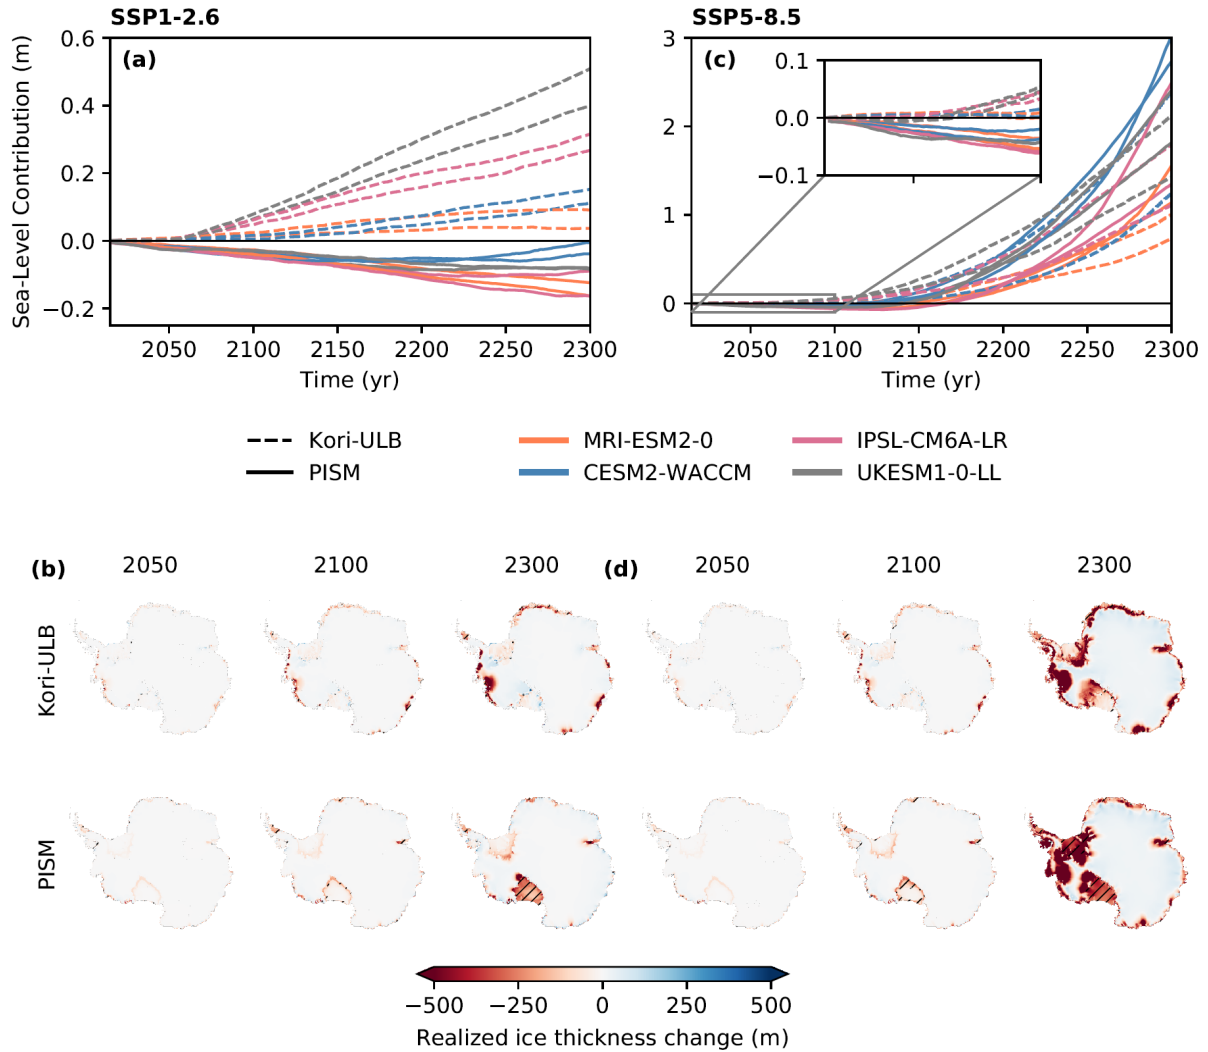 SSP1-2.6
SSP5-8.5
(a)
Sea-Level Contribution (m)
0.6
0.4
0.2
0.0
−0.2
2050 2100 2150 2200 2250 2300
Time (yr)
(c)
3
2
1
0
0.1
0.0
−0.1
2050 2100 2150 2200 2250 2300
Time (yr)
Kori-ULB MRI-ESM2-0 IPSL-CM6A-LR
PISM CESM2-WACCM UKESM1-0-LL
(b) 2050 2100 2300 (d) 2050 2100 2300
Kori-ULB
PISM
−500 −250 0 250 500
Realized ice thickness change (m)